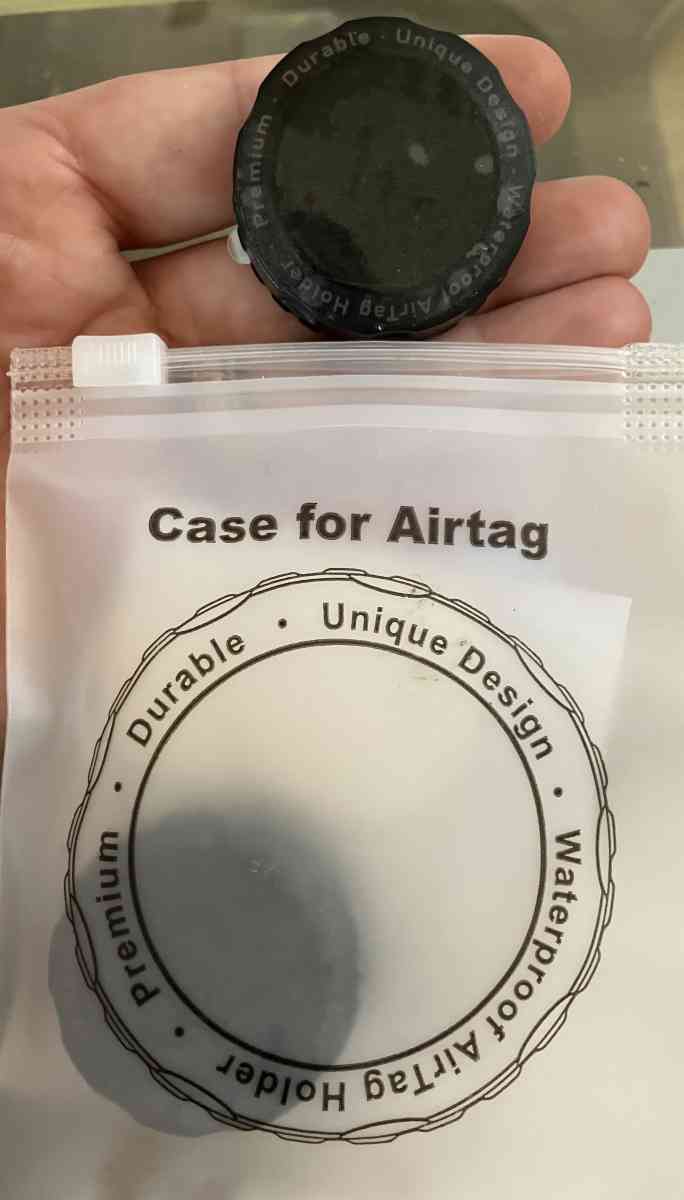 Premium · Durable · Unique Design · Waterproof AirTag Holder
Case for Airtag
Premium · Durable · Unique Design · Waterproof AirTag Holder ·